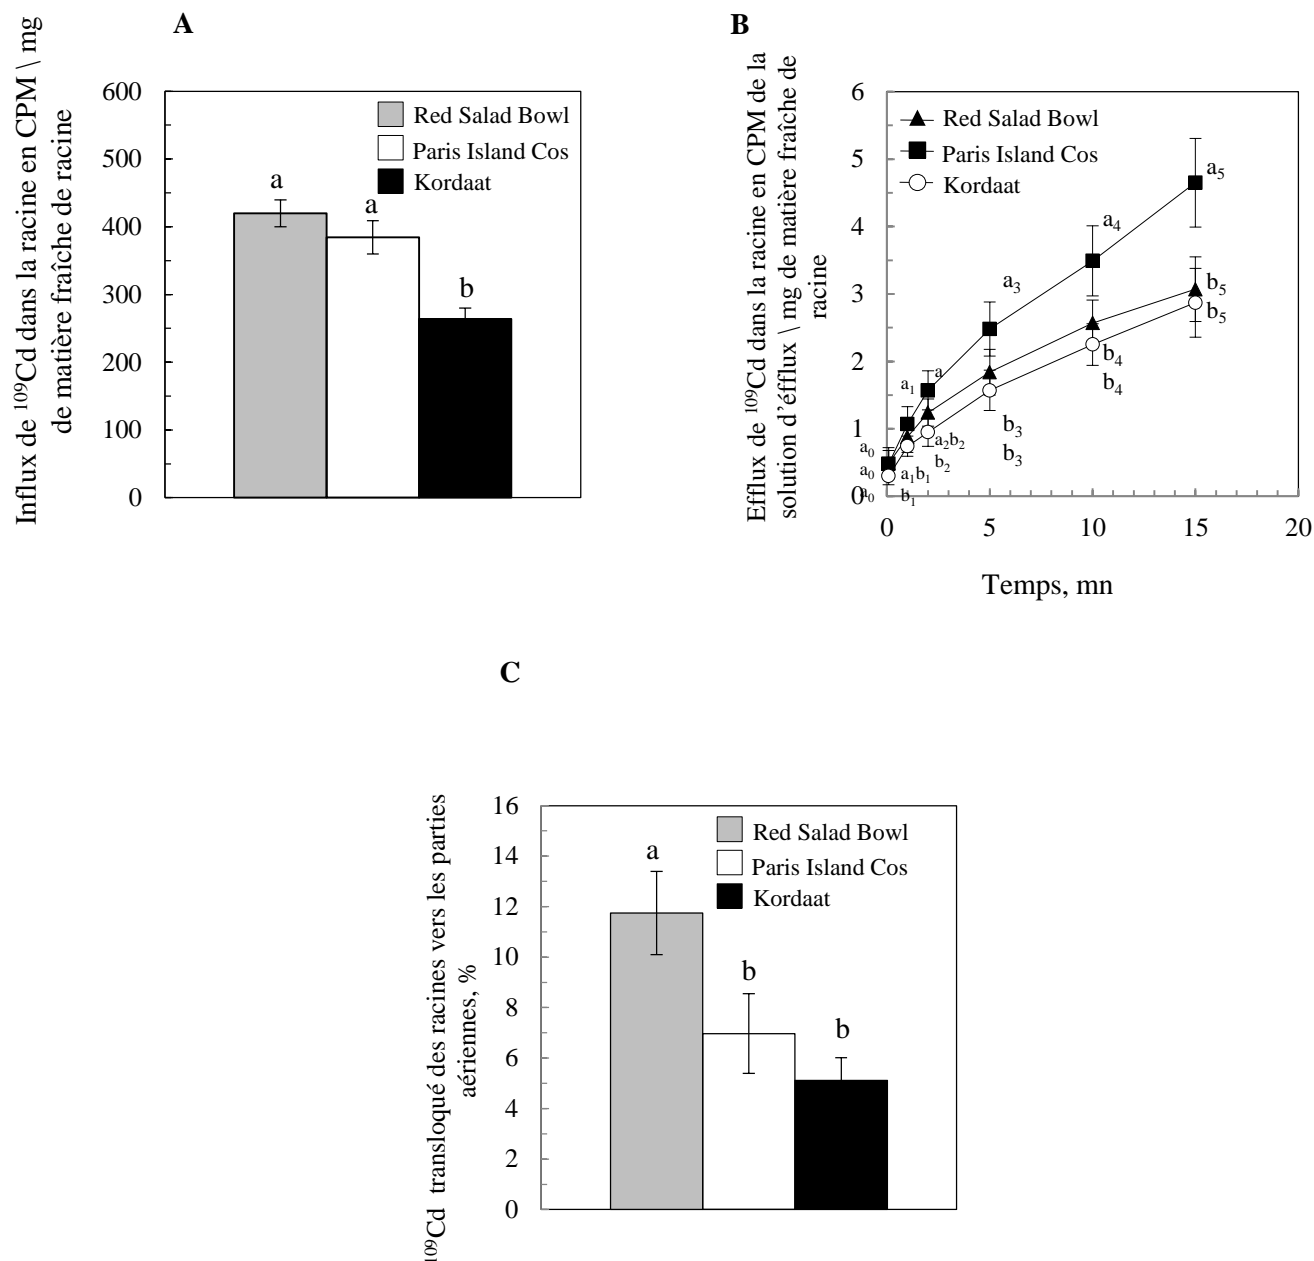 A
Influx de ¹⁰⁹Cd dans la racine en CPM \ mg
de matière fraîche de racine
600
500
400
300
200
100
0
Red Salad Bowl
Paris Island Cos
Kordaat
a
a
b
B
Efflux de ¹⁰⁹Cd dans la racine en CPM de la
solution d’éfflux \ mg de matière fraîche de
racine
6
5
4
3
2
1
0
Red Salad Bowl
Paris Island Cos
Kordaat
a₀
a₀
a₀
a₁
a₁b₁
b₁
a
a₂b₂
b₂
a₃
b₃
b₃
a₄
b₄
b₄
a₅
b₅
b₅
0 5 10 15 20
Temps, mn
C
¹⁰⁹Cd transloqué des racines vers les parties
aériennes, %
16
14
12
10
8
6
4
2
0
Red Salad Bowl
Paris Island Cos
Kordaat
a
b
b